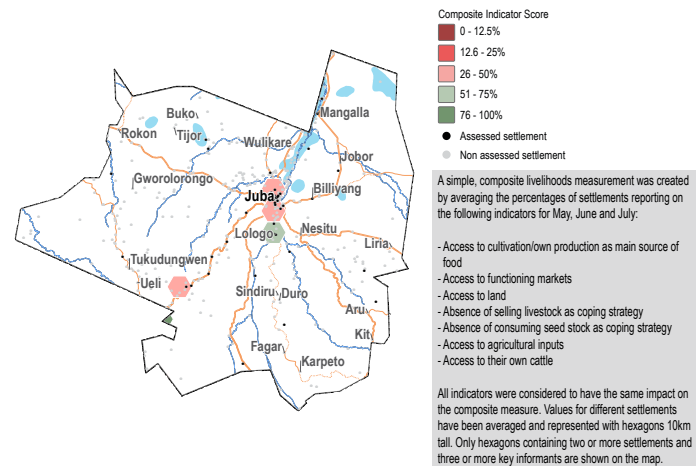 Composite Indicator Score
0 - 12.5%
12.6 - 25%
26 - 50%
51 - 75%
76 - 100%
Assessed settlement
Non assessed settlement
A simple, composite livelihoods measurement was created
by averaging the percentages of settlements reporting on
the following indicators for May, June and July:
- Access to cultivation/own production as main source of
food
- Access to functioning markets
- Access to land
- Absence of selling livestock as coping strategy
- Absence of consuming seed stock as coping strategy
- Access to agricultural inputs
- Access to their own cattle
All indicators were considered to have the same impact on
the composite measure. Values for different settlements
have been averaged and represented with hexagons 10km
tall. Only hexagons containing two or more settlements and
three or more key informants are shown on the map.
Mangalla
Buko
Rokon
Tijor
Wulikare
Jobor
Gworolorongo
Juba
Billiyang
Lologo
Nesitu
Liria
Tukudungwen
Ueli
Sindiru
Duro
Aru
Kit
Fagar
Karpeto